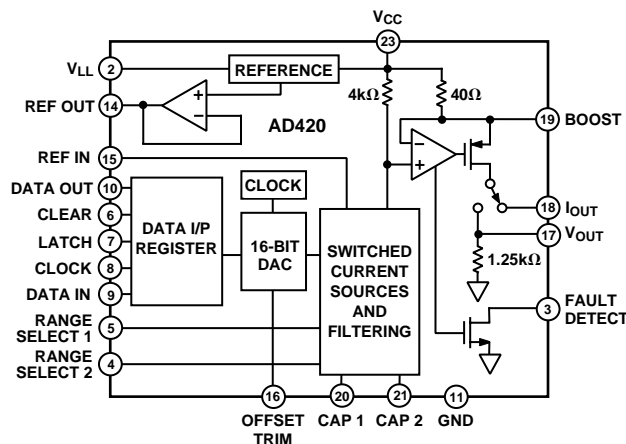 VCC
23
VLL
2
REFERENCE
4kΩ
40Ω
REF OUT
14
+
−
AD420
−
+
19
BOOST
REF IN
15
DATA OUT
10
CLEAR
6
LATCH
7
CLOCK
8
DATA IN
9
DATA I/P
REGISTER
CLOCK
16-BIT
DAC
SWITCHED
CURRENT
SOURCES
AND
FILTERING
18
IOUT
17
VOUT
1.25kΩ
3
FAULT
DETECT
RANGE
SELECT 1
5
RANGE
SELECT 2
4
16
20
21
11
OFFSET
TRIM
CAP 1
CAP 2
GND